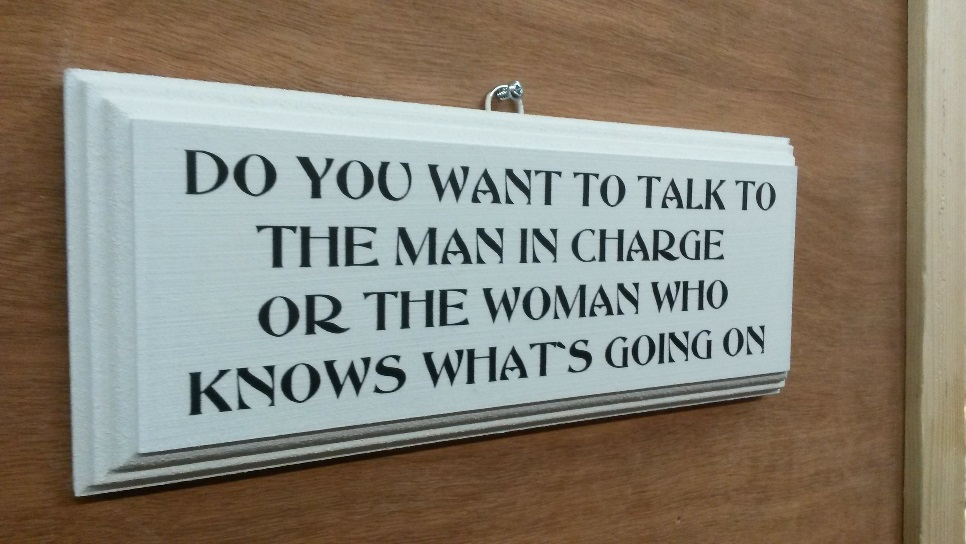 DO YOU WANT TO TALK TO
THE MAN IN CHARGE
OR THE WOMAN WHO
KNOWS WHAT'S GOING ON